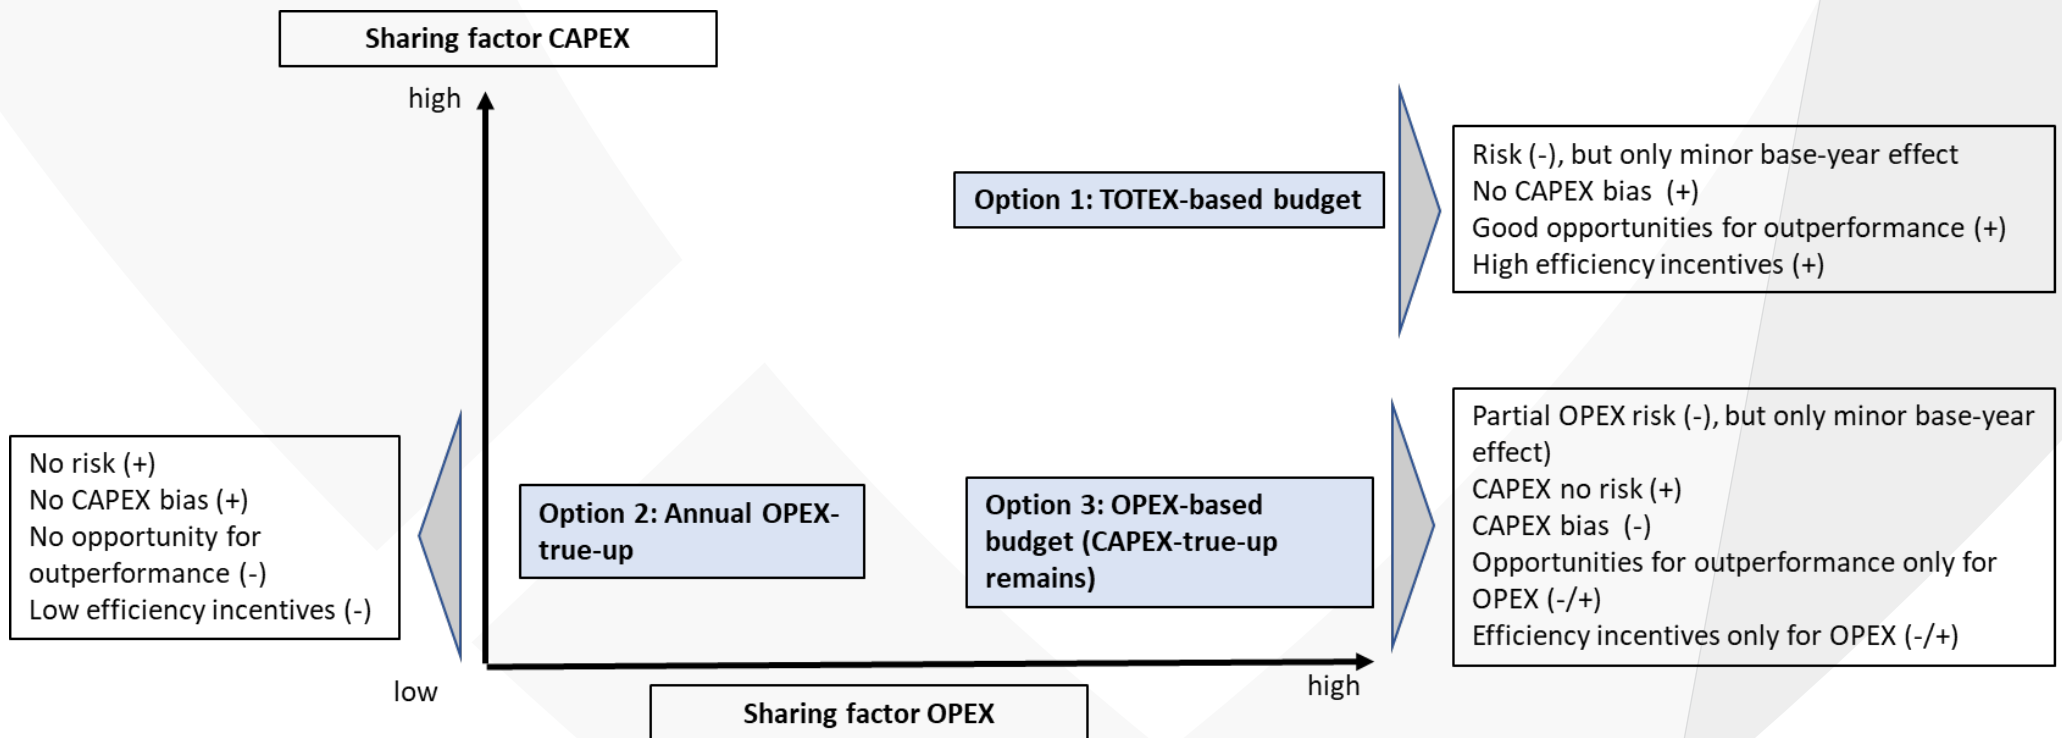 Sharing factor CAPEX
high
Option 1: TOTEX-based budget
Risk (-), but only minor base-year effect
No CAPEX bias  (+)
Good opportunities for outperformance (+)
High efficiency incentives (+)
No risk (+)
No CAPEX bias (+)
No opportunity for
outperformance (-)
Low efficiency incentives (-)
Option 2: Annual OPEX-
true-up
Option 3: OPEX-based
budget (CAPEX-true-up
remains)
Partial OPEX risk (-), but only minor base-year
effect)
CAPEX no risk (+)
CAPEX bias  (-)
Opportunities for outperformance only for
OPEX (-/+)
Efficiency incentives only for OPEX (-/+)
low
high
Sharing factor OPEX